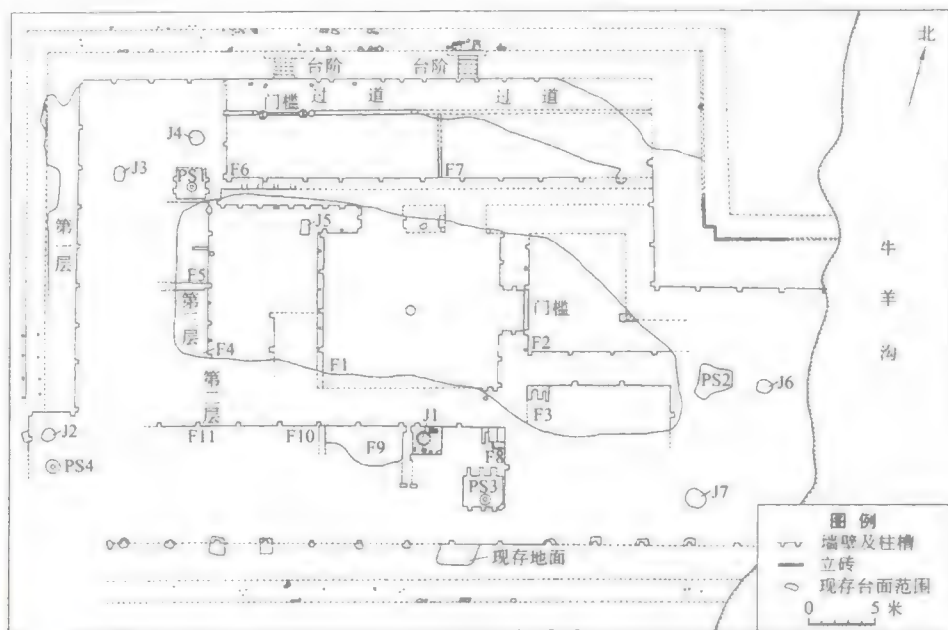 北
台阶
台阶
门槛
过道
过道
J4
J3
PS1
F6
F7
J5
第一层
F5
第二层
门槛
牛羊沟
F4
F1
F2
PS2
J6
第二层
F3
J2
F11
F10
J1
F9
F8
PS4
PS3
J7
现存地面
图例
墙壁及柱槽
立砖
现存台面范围
0 5 米